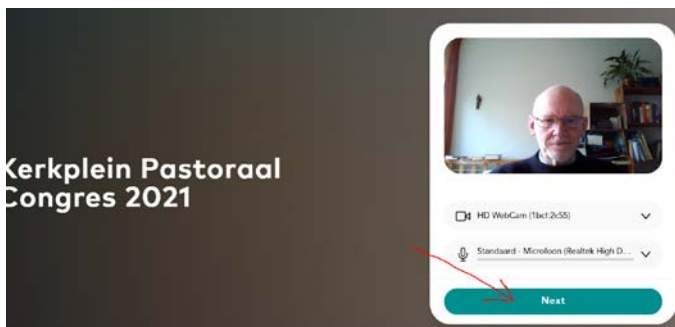 Kerkplein Pastoraal
Congres 2021
HD WebCam (1bcf:2c55)
Standaard - Microfoon (Realtek High D...
Next